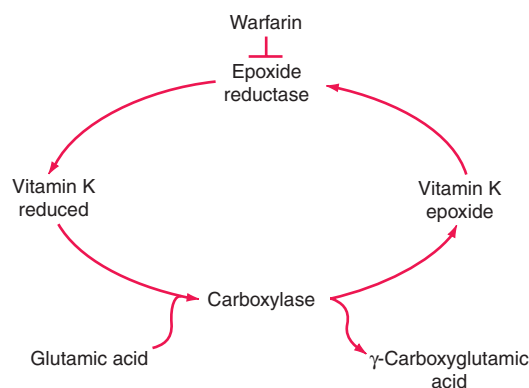 Warfarin
Epoxide
reductase
Vitamin K
reduced
Vitamin K
epoxide
Carboxylase
Glutamic acid
γ-Carboxyglutamic
acid